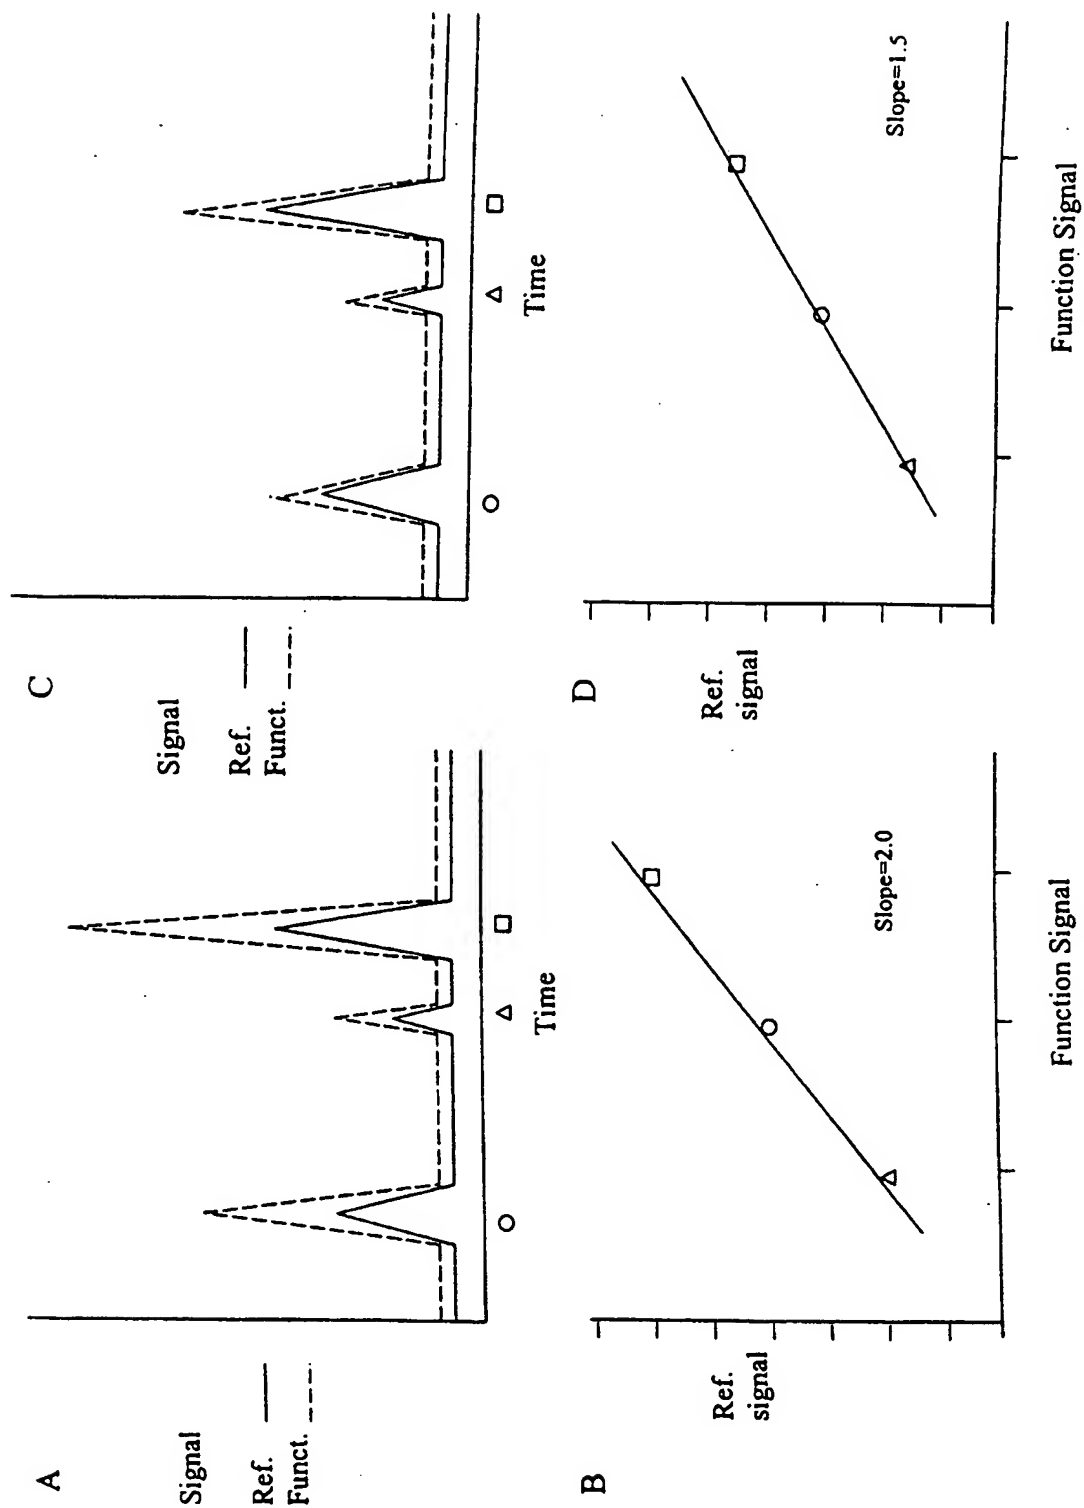 A
Signal
Ref.
Funct.
Time
B
Ref.
signal
Slope=2.0
Function Signal
C
Signal
Ref.
Funct.
Time
D
Ref.
signal
Slope=1.5
Function Signal